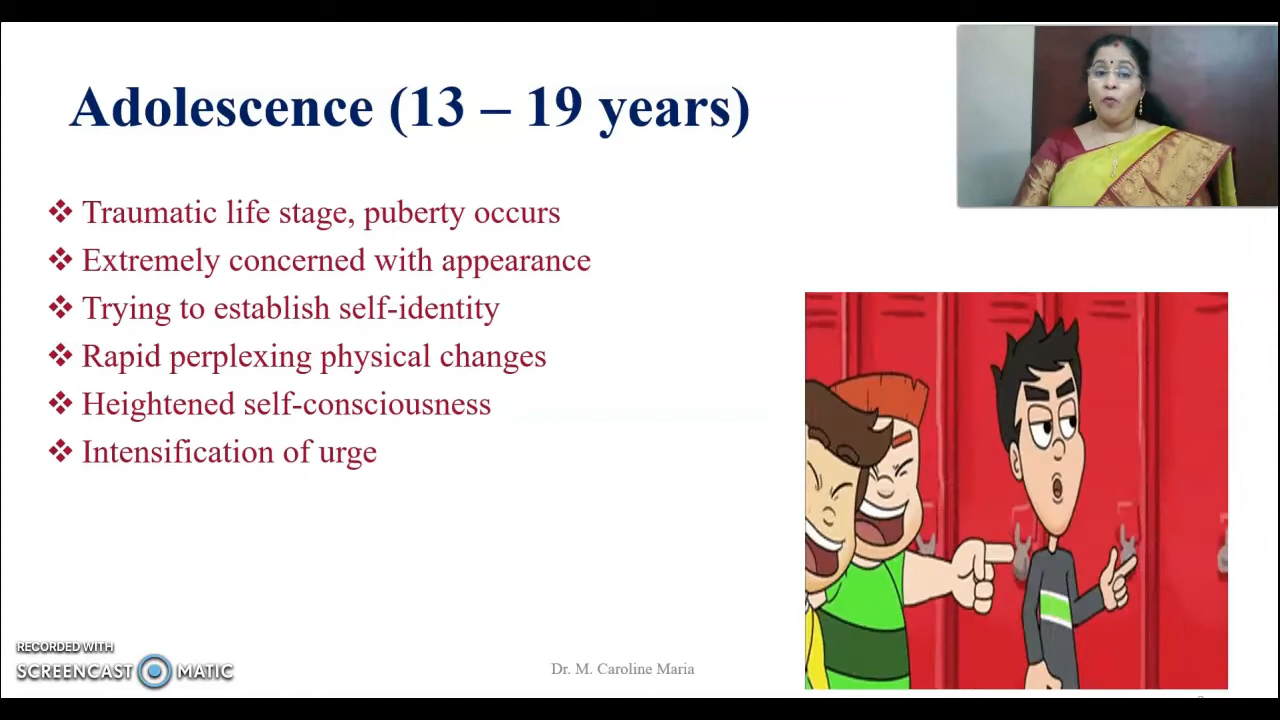 Adolescence (13 – 19 years)
❖ Traumatic life stage, puberty occurs
❖ Extremely concerned with appearance
❖ Trying to establish self-identity
❖ Rapid perplexing physical changes
❖ Heightened self-consciousness
❖ Intensification of urge
RECORDED WITH
SCREENCAST MATIC
Dr. M. Caroline Maria